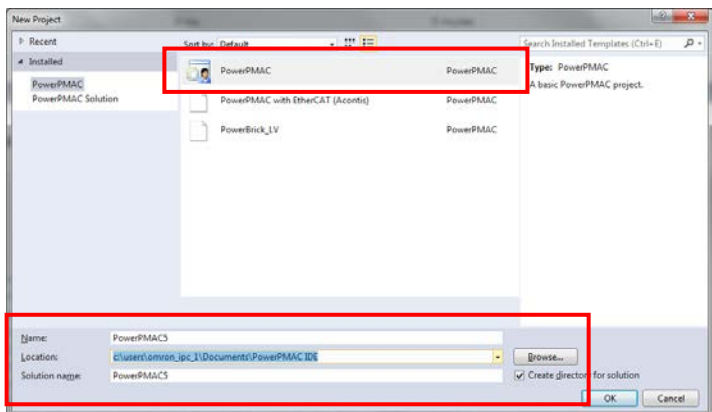 New Project
Recent
Sort by: Default
Search Installed Templates (Ctrl+E)
Installed
PowerPMAC
PowerPMAC Solution
PowerPMAC PowerPMAC
PowerPMAC with EtherCAT (Acontis) PowerPMAC
PowerBrick_LV PowerPMAC
Type: PowerPMAC
A basic PowerPMAC project.
Name: PowerPMAC5
Location: c:\users\omron_ipc_1\Documents\PowerPMAC IDE
Browse...
Solution name: PowerPMAC5
Create directory for solution
OK Cancel